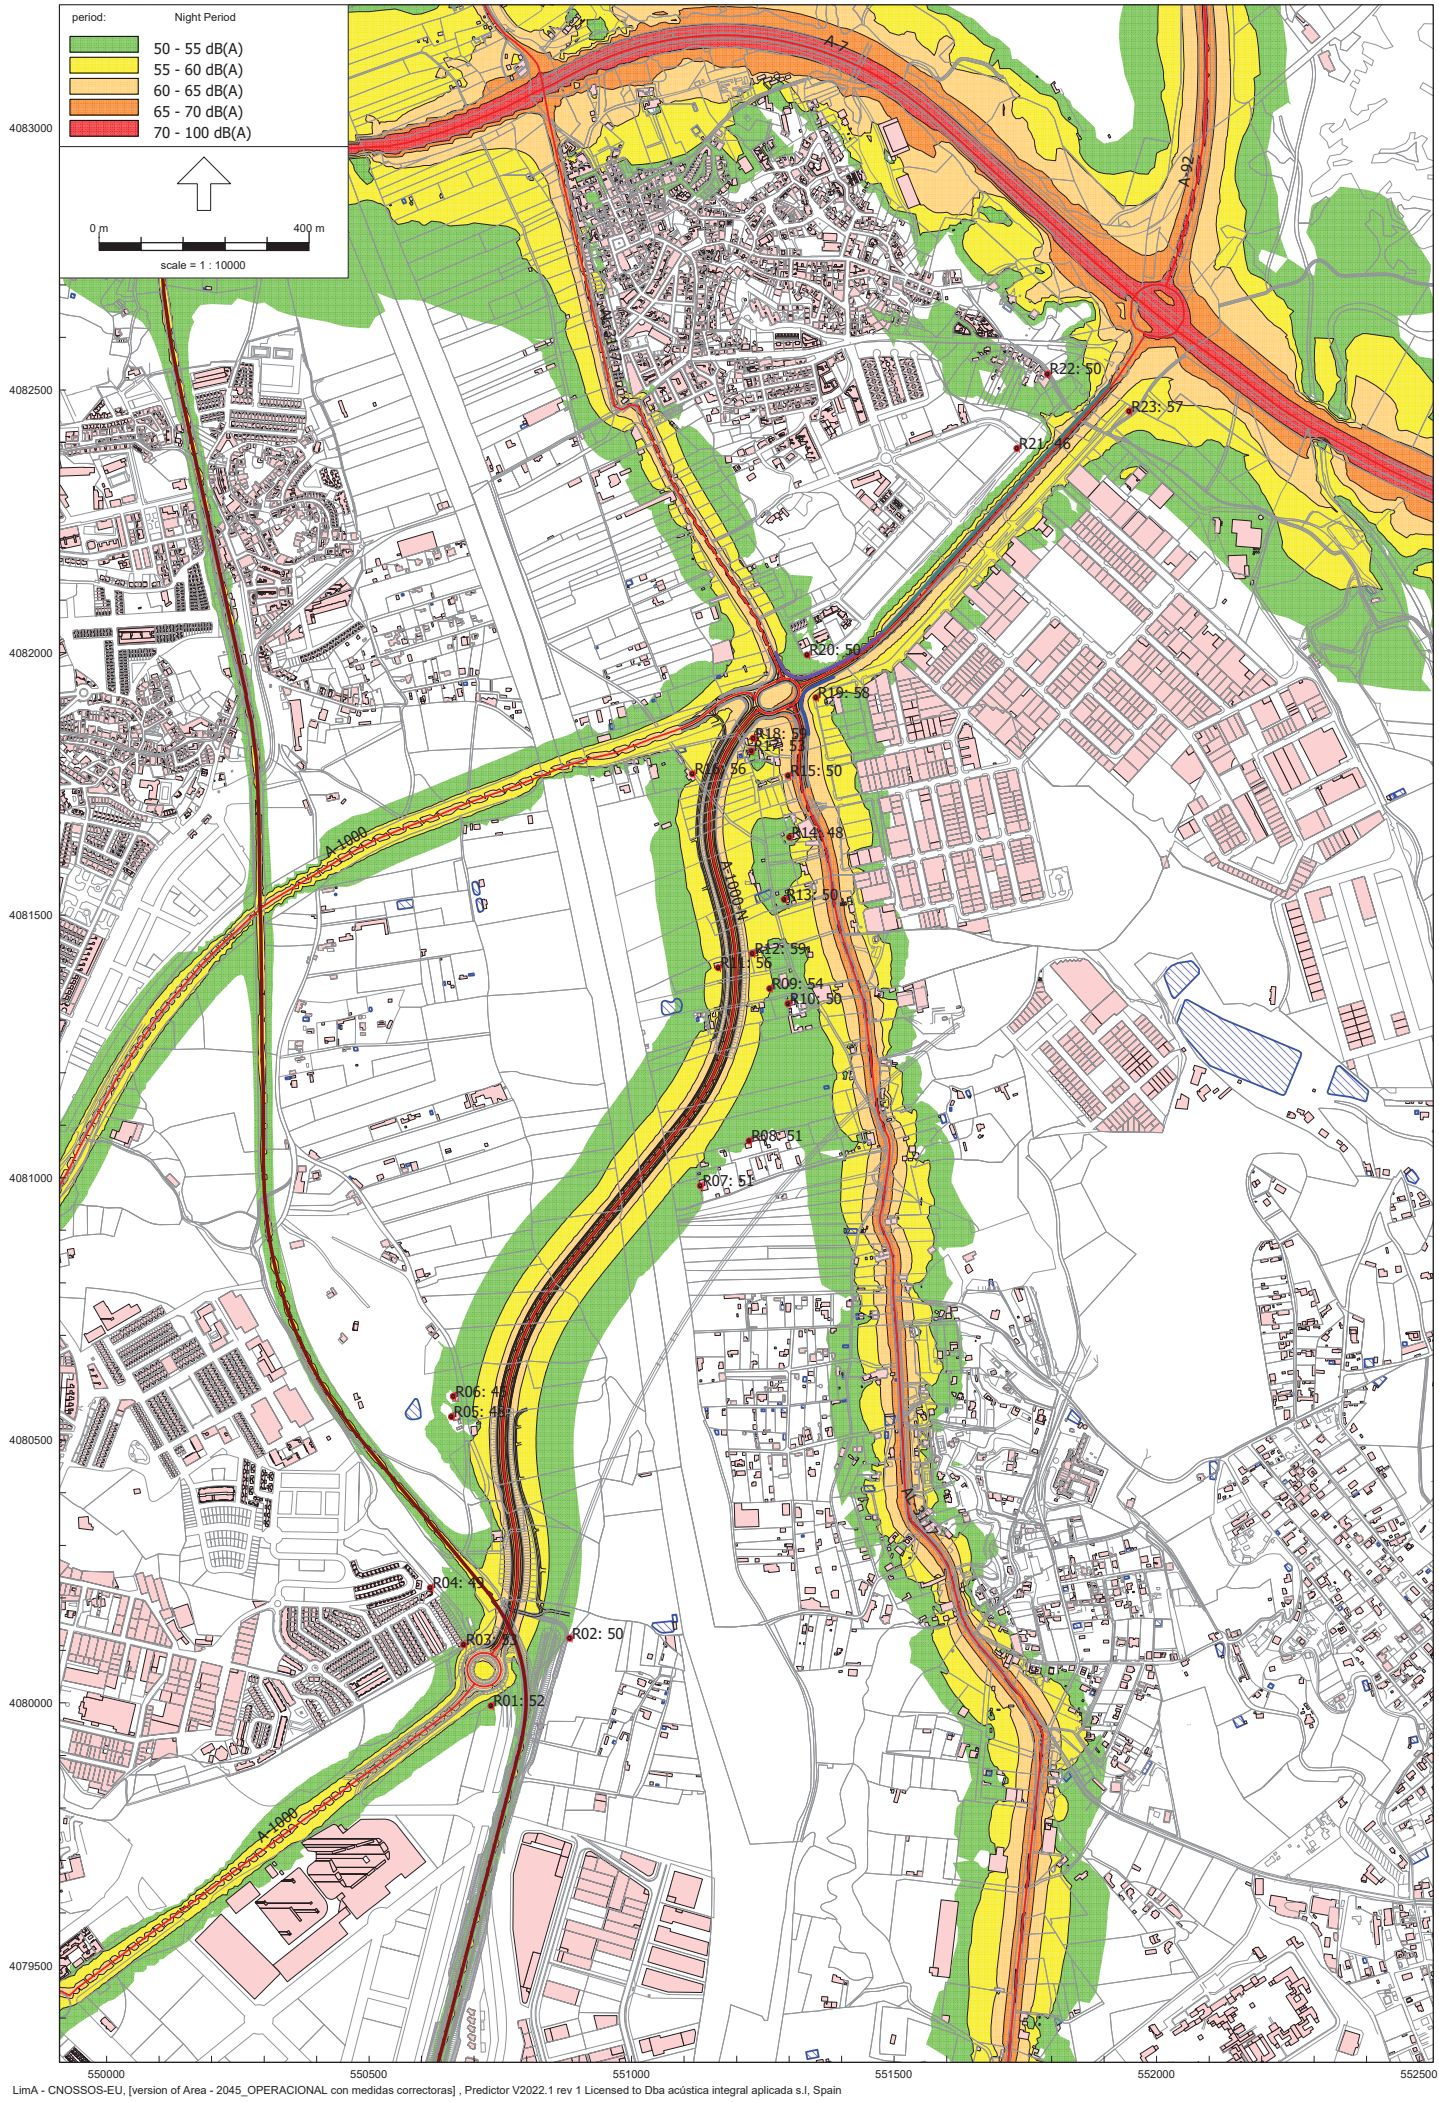 period: Night Period
50 - 55 dB(A)
55 - 60 dB(A)
60 - 65 dB(A)
65 - 70 dB(A)
70 - 100 dB(A)
0 m 400 m
scale = 1 : 10000
A-7
A-92
4083000
4082500
4082000
4081500
4081000
4080500
4080000
4079500
R22: 50
R23: 57
R21: 46
R20: 50
R19: 58
R18: 59
R17: 53
R16: 56
R15: 50
R14: 48
A-1000
A-1000-N
R13: 50
R12: 59
R11: 56
R09: 54
R10: 50
R08: 51
R07: 51
R06:
R05:
R04: 49
R03: 53
R02: 50
R01: 52
A-1000
550000 550500 551000 551500 552000 552500
LimA - CNOSSOS-EU, [version of Area - 2045_OPERACIONAL con medidas correctoras] , Predictor V2022.1 rev 1 Licensed to Dba acústica integral aplicada s.l, Spain